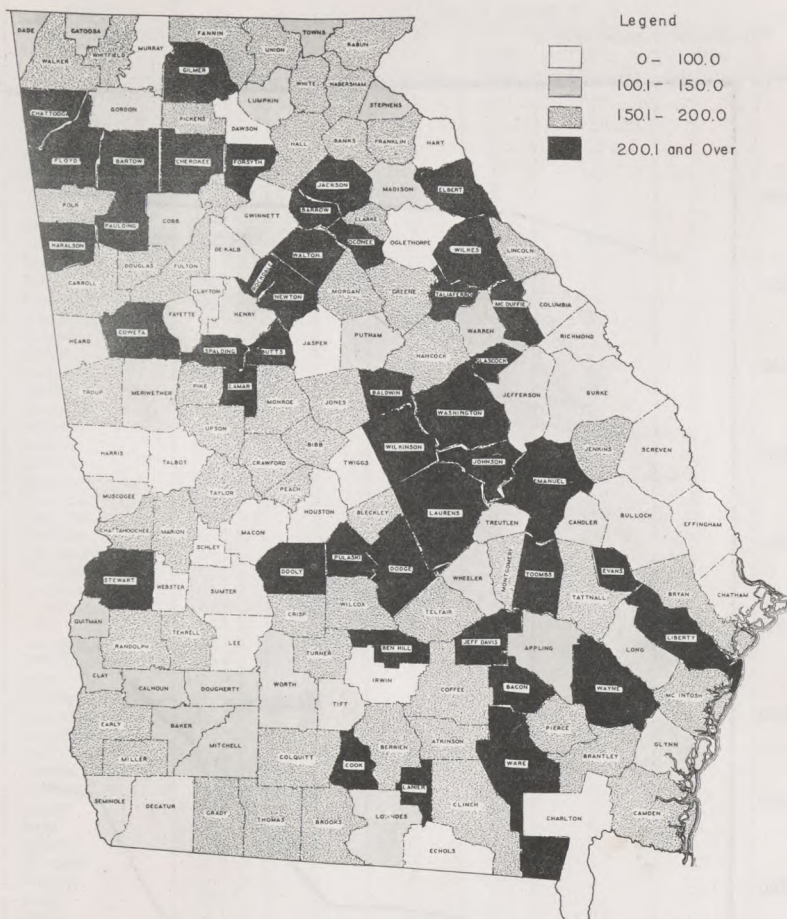 Legend
0 - 100.0
100.1 - 150.0
150.1 - 200.0
200.1 and Over
DADE
CATOOSA
WALKER
WHITFIELD
MURRAY
FANNIN
GILMER
UNION
TOWNS
RABUN
WHITE
HABERSHAM
LUMPKIN
STEPHENS
CHATTOOGA
GORDON
PICKENS
DAWSON
HALL
BANKS
FRANKLIN
HART
FLOYD
BARTOW
CHEROKEE
FORSYTH
JACKSON
MADISON
ELBERT
BARROW
POLK
PAULDING
COBB
GWINNETT
CLARKE
OCONEE
OGLETHORPE
WILKES
LINCOLN
HARALSON
DOUGLAS
FULTON
DE KALB
WALTON
ROCKDALE
NEWTON
MORGAN
GREENE
TALIAFERRO
MC DUFFIE
COLUMBIA
CARROLL
CLAYTON
FAYETTE
HENRY
WARREN
RICHMOND
HEARD
COWETA
SPALDING
BUTTS
JASPER
PUTNAM
HANCOCK
GLASCOCK
TROUP
MERIWETHER
PIKE
LAMAR
MONROE
JONES
BALDWIN
WASHINGTON
JEFFERSON
BURKE
UPSON
BIBB
WILKINSON
JOHNSON
JENKINS
SCREVEN
HARRIS
TALBOT
CRAWFORD
TWIGGS
EMANUEL
MUSCOGEE
TAYLOR
PEACH
HOUSTON
BLECKLEY
LAURENS
TREUTLEN
CANDLER
BULLOCH
EFFINGHAM
CHATTAHOOCHEE
MARION
SCHLEY
MACON
PULASKI
DOOLY
DODGE
WHEELER
MONTGOMERY
TOOMBS
EVANS
BRYAN
CHATHAM
STEWART
WEBSTER
SUMTER
CRISP
WILCOX
TELFAIR
TATTNALL
QUITMAN
RANDOLPH
TERRELL
LEE
TURNER
BEN HILL
JEFF DAVIS
APPLING
LONG
LIBERTY
CLAY
CALHOUN
DOUGHERTY
WORTH
IRWIN
COFFEE
BACON
WAYNE
MC INTOSH
EARLY
BAKER
MITCHELL
TIFT
BERRIEN
ATKINSON
PIERCE
BRANTLEY
GLYNN
MILLER
COLQUITT
COOK
LANIER
WARE
CLINCH
SEMINOLE
DECATUR
GRADY
THOMAS
BROOKS
LOWNDES
ECHOLS
CHARLTON
CAMDEN